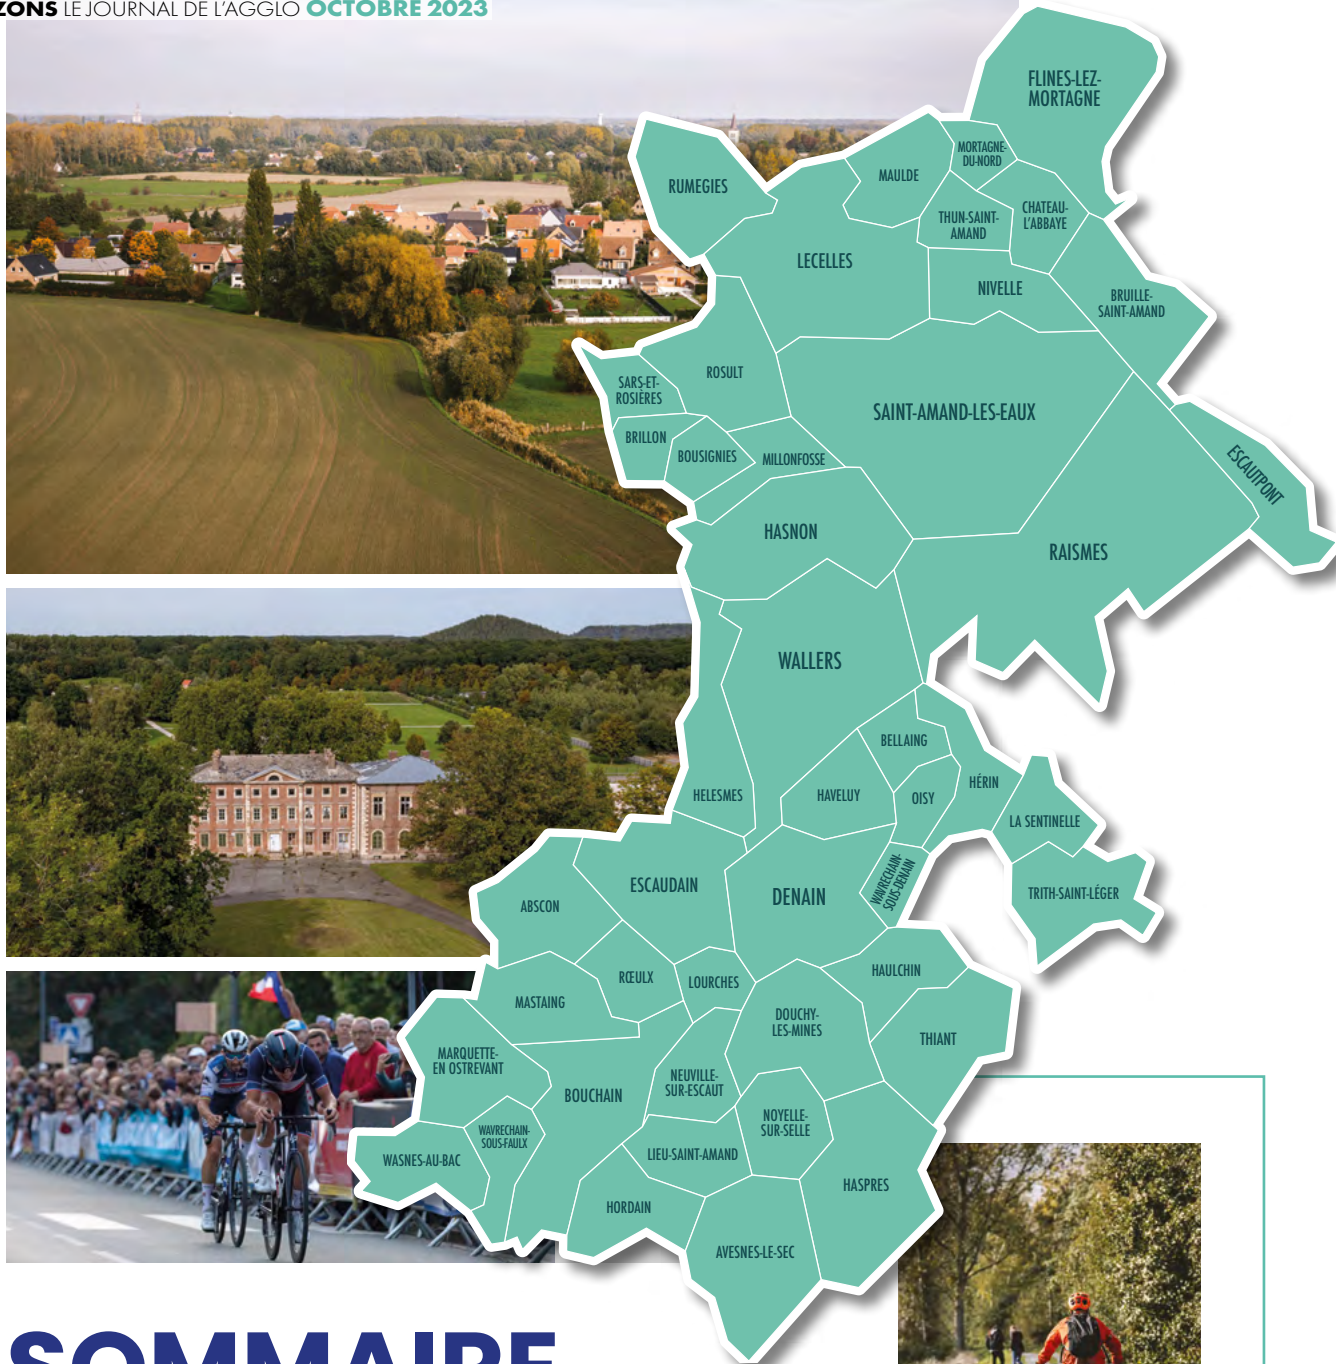 ZONS LE JOURNAL DE L'AGGLO OCTOBRE 2023
FLINES-LEZ-
MORTAGNE
MORTAGNE-
DU-NORD
MAULDE
RUMEGIES
THUN-SAINT-
AMAND
CHATEAU-
L'ABBAYE
LECELLES
NIVELLE
BRUILLE-
SAINT-AMAND
ROSULT
SARS-ET-
ROSIÈRES
SAINT-AMAND-LES-EAUX
BRILLON
BOUSIGNIES
MILLONFOSSE
ESCAUTPONT
HASNON
RAISMES
WALLERS
BELLAING
HÉRIN
HELESMES
HAVELUY
OISY
LA SENTINELLE
ESCAUDAIN
DENAIN
WAVRECHAIN-
SOUS-DENAIN
TRITH-SAINT-LÉGER
ABSCON
RŒULX
LOURCHES
HAULCHIN
MASTAING
DOUCHY-
LES-MINES
THIANT
MARQUETTE-
EN OSTREVANT
BOUCHAIN
NEUVILLE-
SUR-ESCAUT
NOYELLE-
SUR-SELLE
WAVRECHAIN-
SOUS-FAULX
WASNES-AU-BAC
LIEU-SAINT-AMAND
HASPRES
HORDAIN
AVESNES-LE-SEC
SOMMAIRE